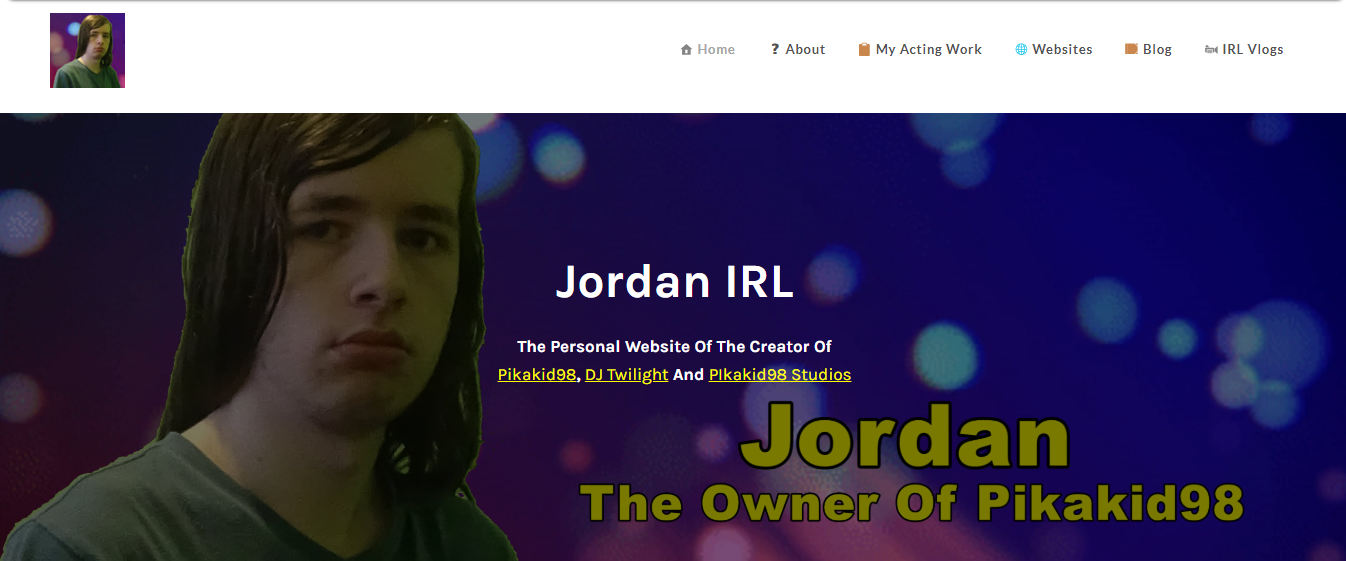 Home
About
My Acting Work
Websites
Blog
IRL Vlogs
Jordan IRL
The Personal Website Of The Creator Of
Pikakid98, DJ Twilight And PIkakid98 Studios
Jordan
The Owner Of Pikakid98